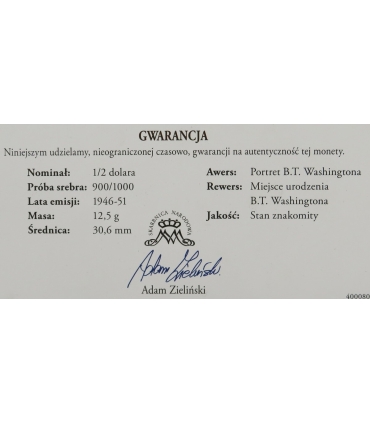 GWARANCJA
Niniejszym udzielamy, nieograniczonej czasowo, gwarancji na autentyczność tej monety.
Nominał: 1/2 dolara
Próba srebra: 900/1000
Lata emisji: 1946-51
Masa: 12,5 g
Średnica: 30,6 mm
Awers: Portret B.T. Washingtona
Rewers: Miejsce urodzenia
B.T. Washingtona
Jakość: Stan znakomity
SKARBNICA NARODOWA
Adam Zieliński
Adam Zieliński
400080